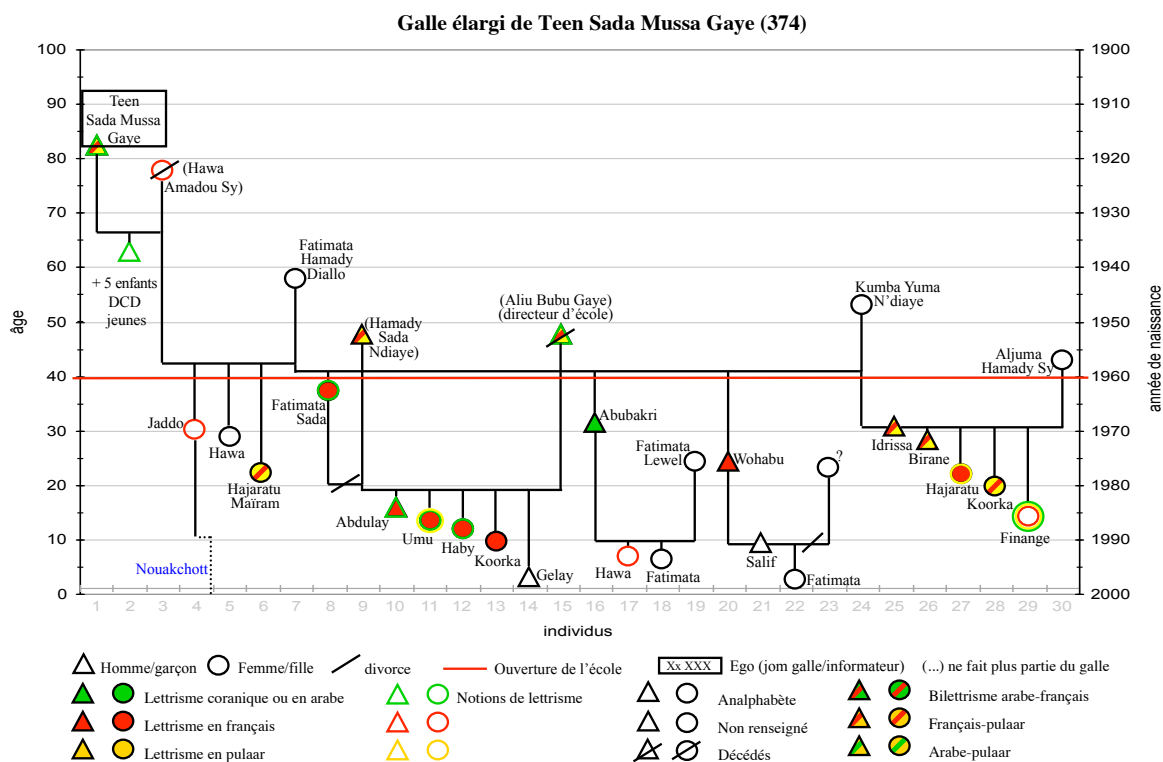 Galle élargi de Teen Sada Mussa Gaye (374)
100
90
80
70
60
50
40
30
20
10
0
âge
1900
1910
1920
1930
1940
1950
1960
1970
1980
1990
2000
année de naissance
Teen
Sada Mussa
Gaye
(Hawa
Amadou Sy)
+ 5 enfants
DCD
jeunes
Fatimata
Hamady
Diallo
(Hamady
Sada
Ndiaye)
(Aliu Bubu Gaye)
(directeur d'école)
Kumba Yuma
N'diaye
Aljuma
Hamady Sy
Jaddo
Hawa
Hajaratu
Maïram
Fatimata
Sada
Abubakri
Fatimata
Lewel
Wohabu
?
Idrissa
Birane
Hajaratu
Koorka
Finange
Abdulay
Umu
Haby
Koorka
Gelay
Hawa
Fatimata
Salif
Fatimata
Nouakchott
1 2 3 4 5 6 7 8 9 10 11 12 13 14 15 16 17 18 19 20 21 22 23 24 25 26 27 28 29 30
individus
Homme/garçon Femme/fille divorce Ouverture de l'école Xx XXX Ego (jom galle/informateur) (...) ne fait plus partie du galle
Lettrisme coranique ou en arabe Notions de lettrisme Analphabète Bilettrisme arabe-français
Lettrisme en français Non renseigné Français-pulaar
Lettrisme en pulaar Décédés Arabe-pulaar